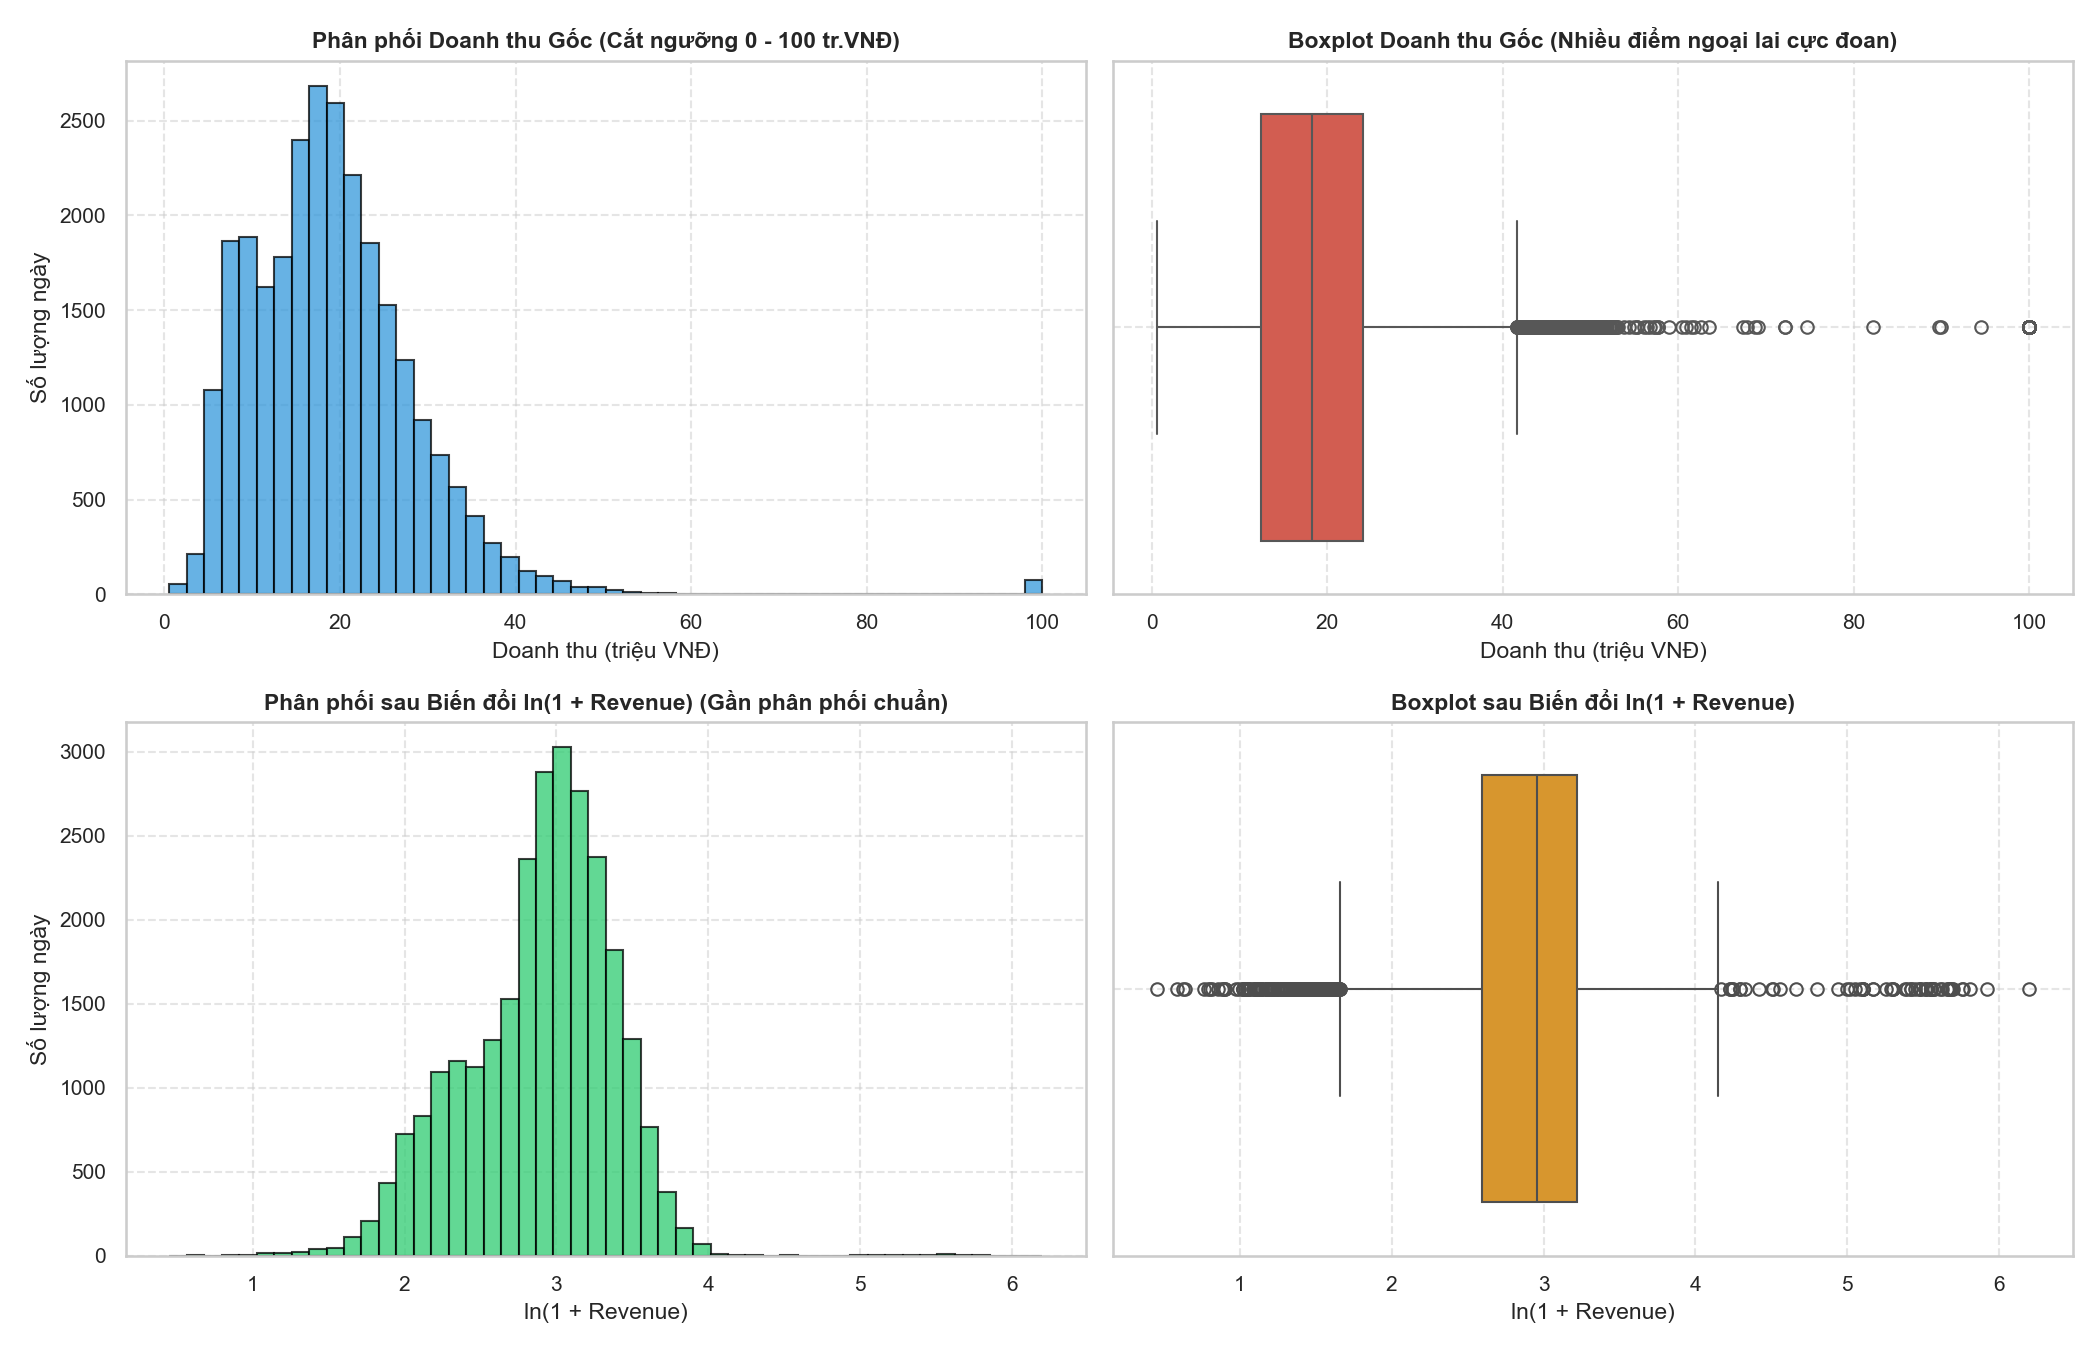 Phân phối Doanh thu Gốc (Cắt ngưỡng 0 - 100 tr.VNĐ)
Số lượng ngày
2500
2000
1500
1000
500
0
0 20 40 60 80 100
Doanh thu (triệu VNĐ)
Boxplot Doanh thu Gốc (Nhiều điểm ngoại lai cực đoan)
0 20 40 60 80 100
Doanh thu (triệu VNĐ)
Phân phối sau Biến đổi ln(1 + Revenue) (Gần phân phối chuẩn)
Số lượng ngày
3000
2500
2000
1500
1000
500
0
1 2 3 4 5 6
ln(1 + Revenue)
Boxplot sau Biến đổi ln(1 + Revenue)
1 2 3 4 5 6
ln(1 + Revenue)